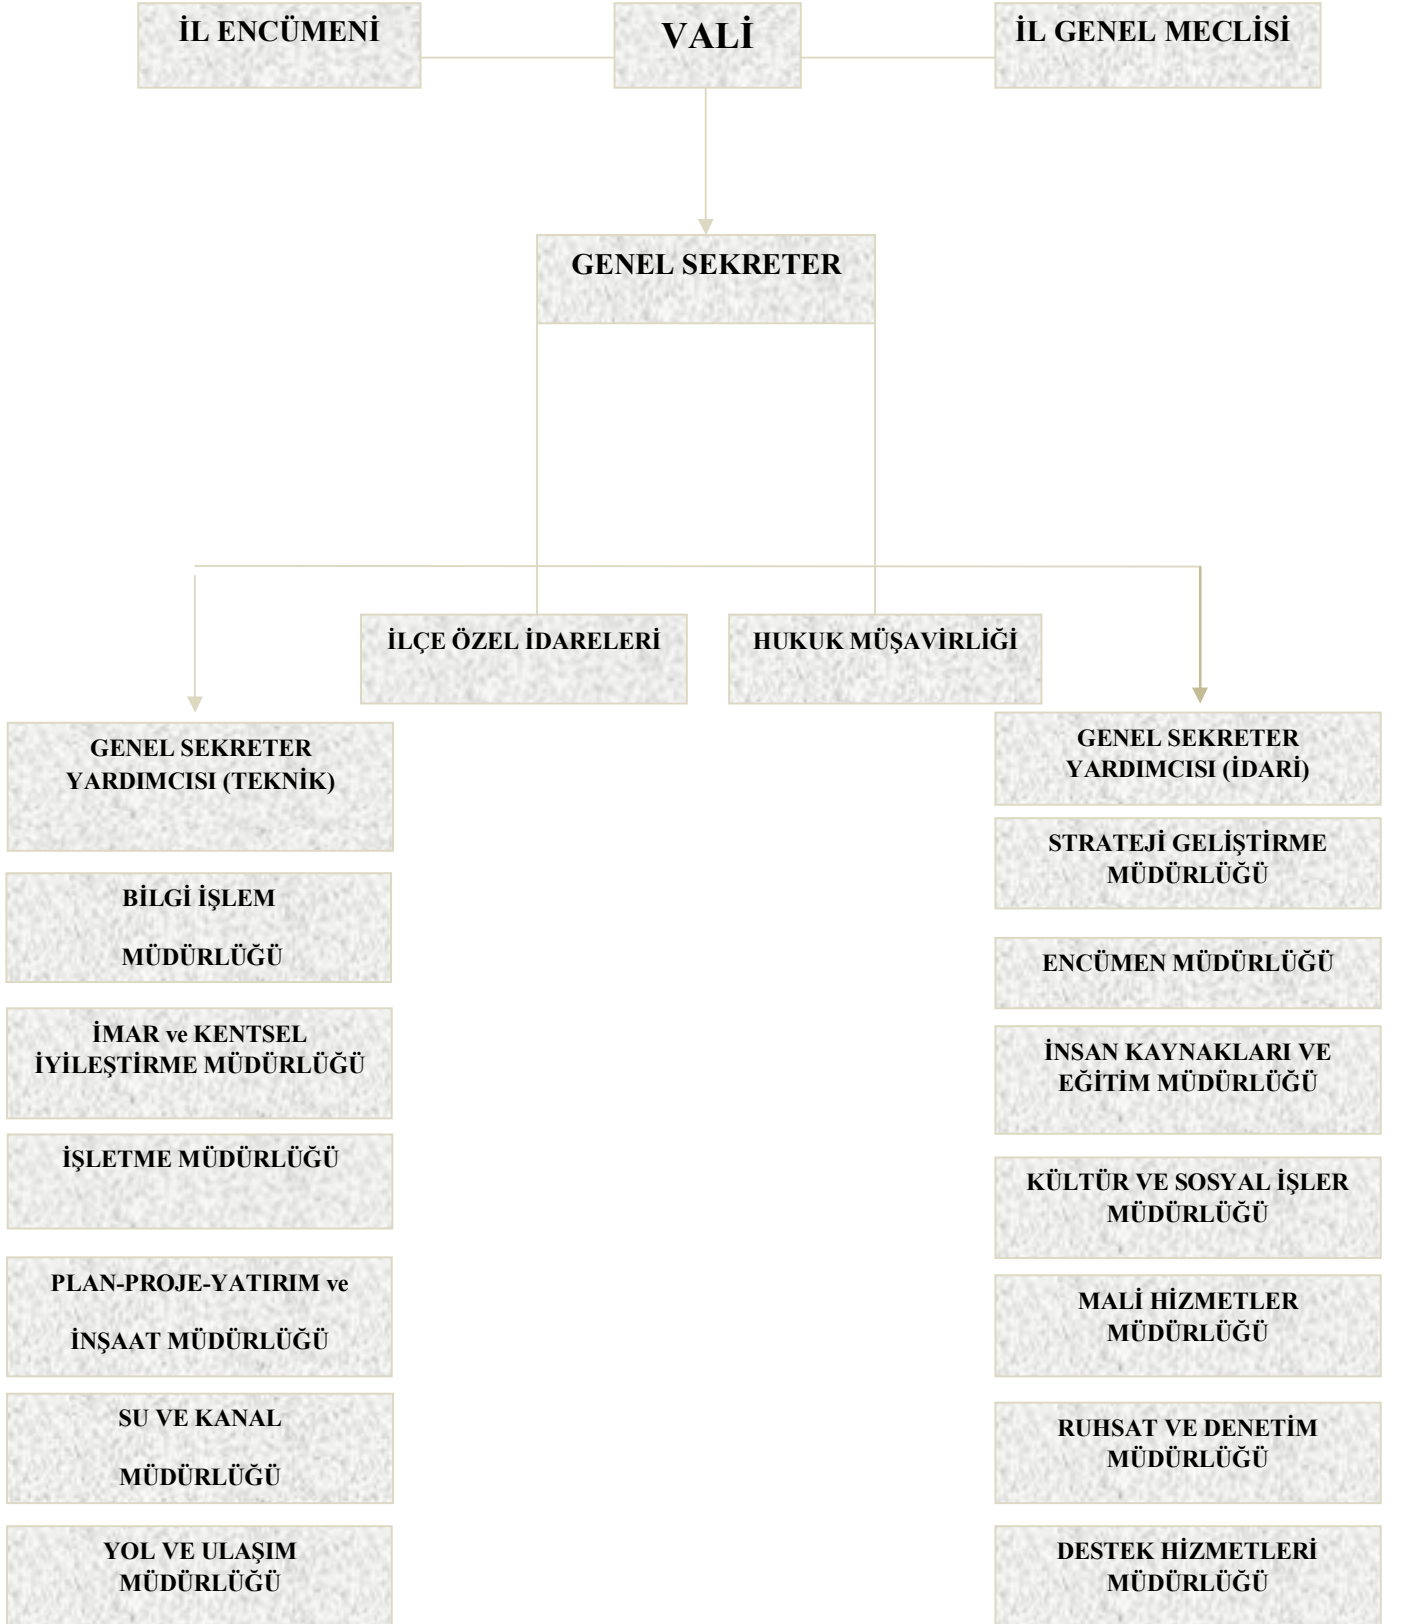 İL ENCÜMENİ
VALİ
İL GENEL MECLİSİ
GENEL SEKRETER
İLÇE ÖZEL İDARELERİ
HUKUK MÜŞAVİRLİĞİ
GENEL SEKRETER
YARDIMCISI (TEKNİK)
BİLGİ İŞLEM
MÜDÜRLÜĞÜ
İMAR ve KENTSEL
İYİLEŞTİRME MÜDÜRLÜĞÜ
İŞLETME MÜDÜRLÜĞÜ
PLAN-PROJE-YATIRIM ve
İNŞAAT MÜDÜRLÜĞÜ
SU VE KANAL
MÜDÜRLÜĞÜ
YOL VE ULAŞIM
MÜDÜRLÜĞÜ
GENEL SEKRETER
YARDIMCISI (İDARİ)
STRATEJİ GELİŞTİRME
MÜDÜRLÜĞÜ
ENCÜMEN MÜDÜRLÜĞÜ
İNSAN KAYNAKLARI VE
EĞİTİM MÜDÜRLÜĞÜ
KÜLTÜR VE SOSYAL İŞLER
MÜDÜRLÜĞÜ
MALİ HİZMETLER
MÜDÜRLÜĞÜ
RUHSAT VE DENETİM
MÜDÜRLÜĞÜ
DESTEK HİZMETLERİ
MÜDÜRLÜĞÜ